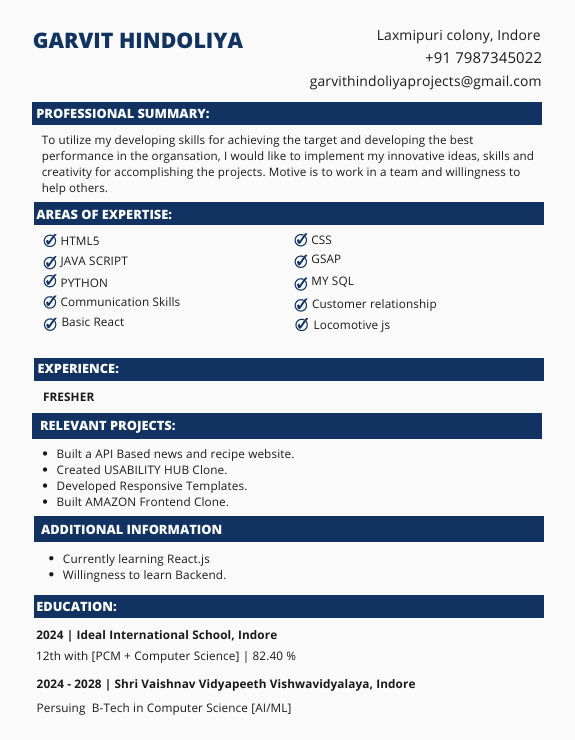 GARVIT HINDOLIYA
Laxmipuri colony, Indore
+91 7987345022
garvithindoliyaprojects@gmail.com
PROFESSIONAL SUMMARY:
To utilize my developing skills for achieving the target and developing the best
performance in the organsation, I would like to implement my innovative ideas, skills and
creativity for accomplishing the projects. Motive is to work in a team and willingness to
help others.
AREAS OF EXPERTISE:
HTML5
JAVA SCRIPT
PYTHON
Communication Skills
Basic React
CSS
GSAP
MY SQL
Customer relationship
Locomotive js
EXPERIENCE:
FRESHER
RELEVANT PROJECTS:
• Built a API Based news and recipe website.
• Created USABILITY HUB Clone.
• Developed Responsive Templates.
• Built AMAZON Frontend Clone.
ADDITIONAL INFORMATION
• Currently learning React.js
• Willingness to learn Backend.
EDUCATION:
2024 | Ideal International School, Indore
12th with [PCM + Computer Science] | 82.40 %
2024 - 2028 | Shri Vaishnav Vidyapeeth Vishwavidyalaya, Indore
Persuing B-Tech in Computer Science [AI/ML]